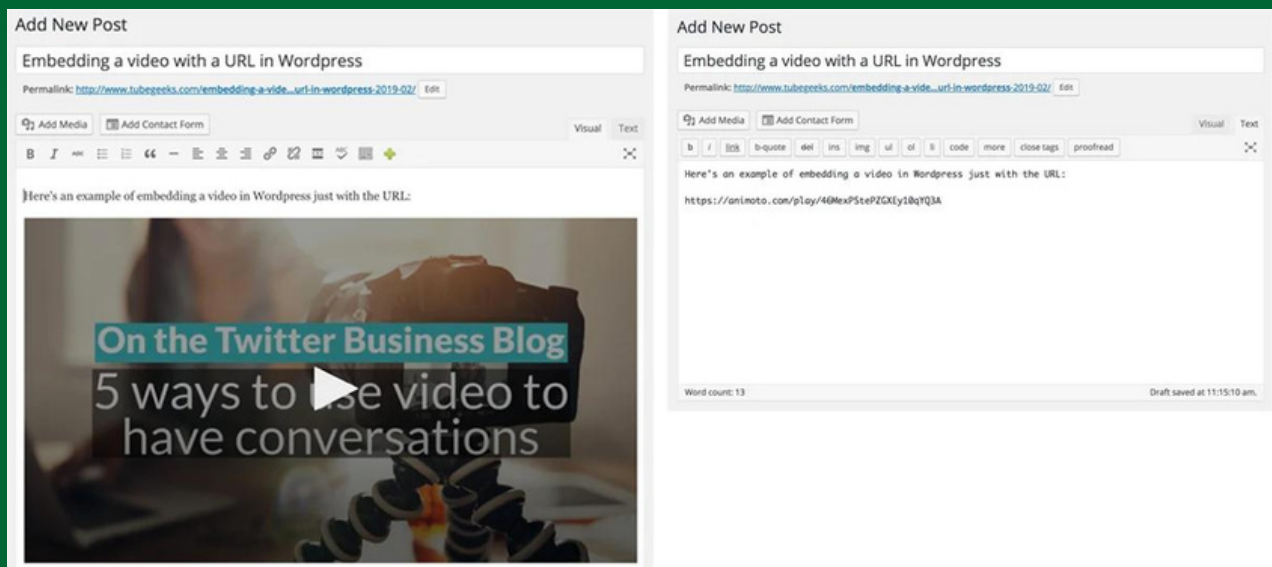 Add New Post
Embedding a video with a URL in Wordpress
Permalink: http://www.tubegeeks.com/embedding-a-vide...url-in-wordpress-2019-02/ Edit
Add Media Add Contact Form
Visual Text
B I ABC
Here's an example of embedding a video in Wordpress just with the URL:
On the Twitter Business Blog
5 ways to use video to
have conversations
Add New Post
Embedding a video with a URL in Wordpress
Permalink: http://www.tubegeeks.com/embedding-a-vide...url-in-wordpress-2019-02/ Edit
Add Media Add Contact Form
Visual Text
b i link b-quote del ins img ul ol li code more close tags proofread
Here's an example of embedding a video in Wordpress just with the URL:
https://animoto.com/play/46MexPStePZGXEy10qYQ3A
Word count: 13
Draft saved at 11:15:10 am.